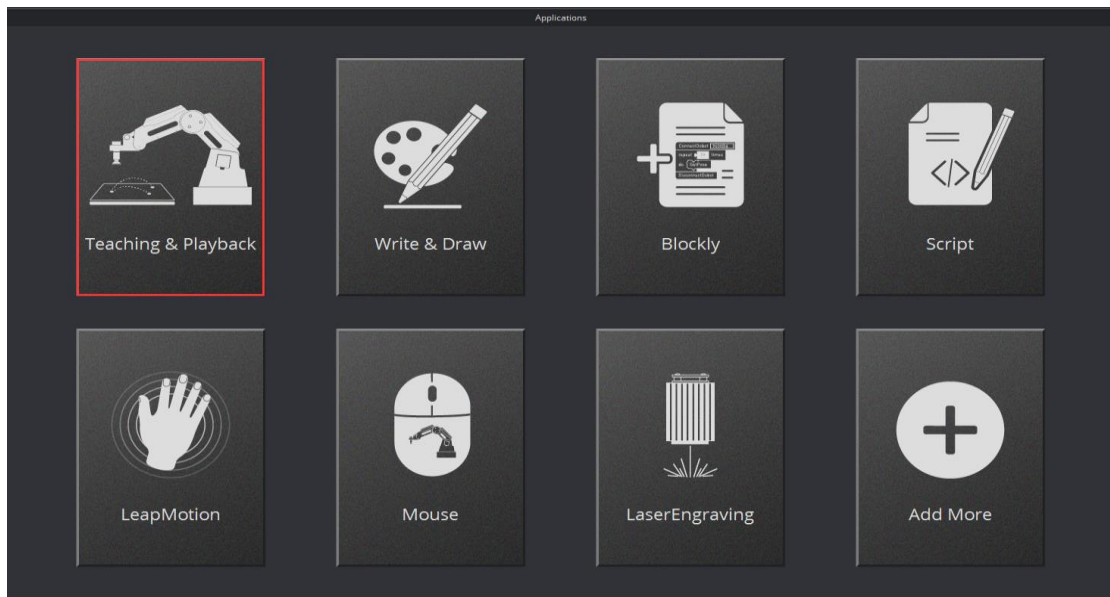 Applications
Teaching & Playback
Write & Draw
Blockly
Script
LeapMotion
Mouse
LaserEngraving
Add More